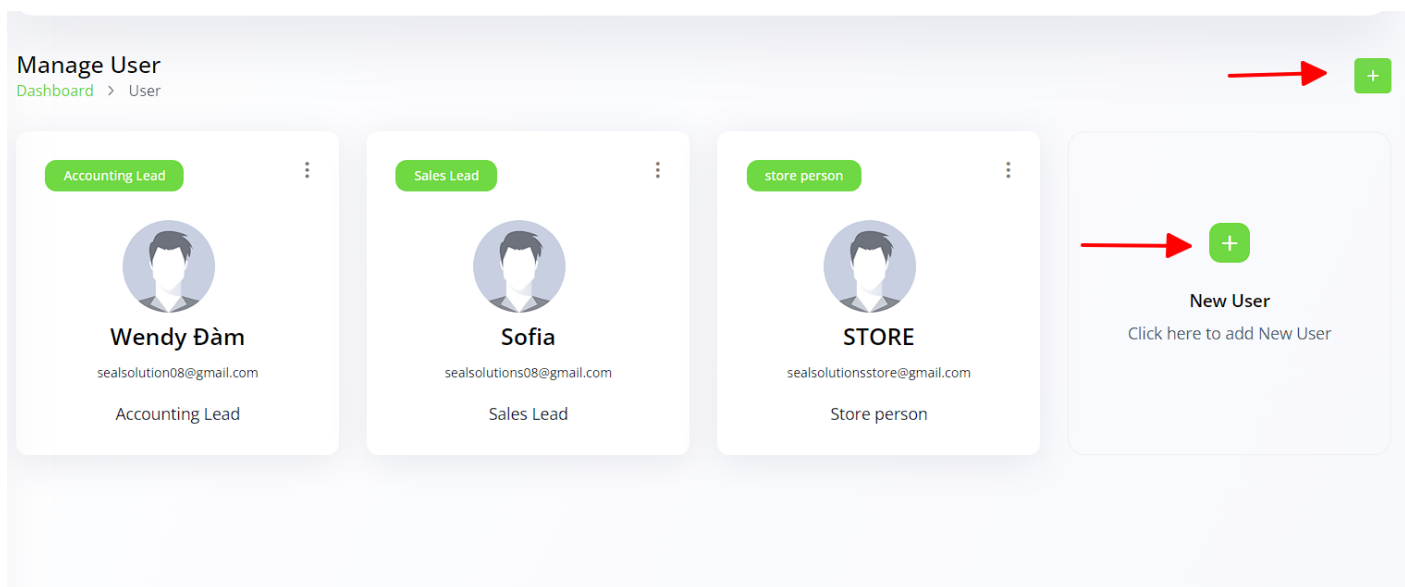 Manage User
Dashboard > User
Accounting Lead
Wendy Đàm
sealsolution08@gmail.com
Accounting Lead
Sales Lead
Sofia
sealsolutions08@gmail.com
Sales Lead
store person
STORE
sealsolutionsstore@gmail.com
Store person
New User
Click here to add New User